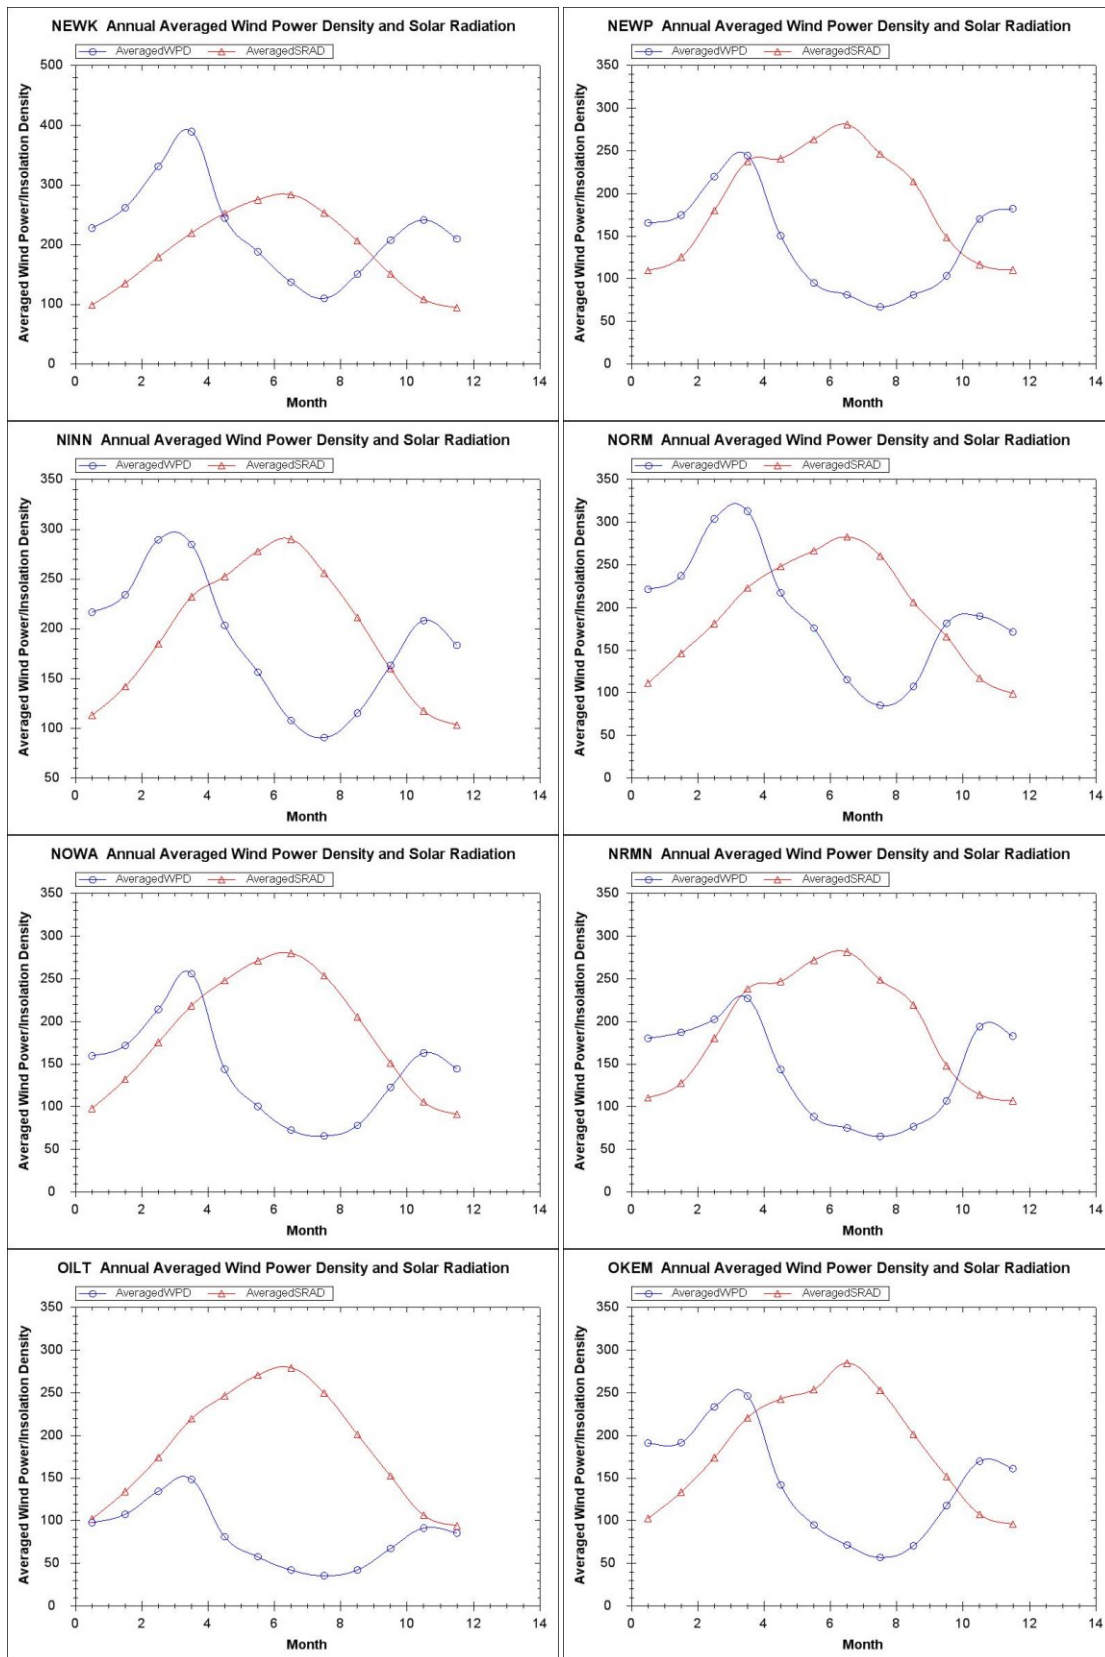 NEWK Annual Averaged Wind Power Density and Solar Radiation
AveragedWPD AveragedSRAD
Averaged Wind Power/Insolation Density
500
400
300
200
100
0
0 2 4 6 8 10 12 14
Month
NEWP Annual Averaged Wind Power Density and Solar Radiation
AveragedWPD AveragedSRAD
Averaged Wind Power/Insolation Density
350
300
250
200
150
100
50
0
0 2 4 6 8 10 12 14
Month
NINN Annual Averaged Wind Power Density and Solar Radiation
AveragedWPD AveragedSRAD
Averaged Wind Power/Insolation Density
350
300
250
200
150
100
50
0 2 4 6 8 10 12 14
Month
NORM Annual Averaged Wind Power Density and Solar Radiation
AveragedWPD AveragedSRAD
Averaged Wind Power/Insolation Density
350
300
250
200
150
100
50
0
0 2 4 6 8 10 12 14
Month
NOWA Annual Averaged Wind Power Density and Solar Radiation
AveragedWPD AveragedSRAD
Averaged Wind Power/Insolation Density
350
300
250
200
150
100
50
0
0 2 4 6 8 10 12 14
Month
NRMN Annual Averaged Wind Power Density and Solar Radiation
AveragedWPD AveragedSRAD
Averaged Wind Power/Insolation Density
350
300
250
200
150
100
50
0
0 2 4 6 8 10 12 14
Month
OILT Annual Averaged Wind Power Density and Solar Radiation
AveragedWPD AveragedSRAD
Averaged Wind Power/Insolation Density
350
300
250
200
150
100
50
0
0 2 4 6 8 10 12 14
Month
OKEM Annual Averaged Wind Power Density and Solar Radiation
AveragedWPD AveragedSRAD
Averaged Wind Power/Insolation Density
350
300
250
200
150
100
50
0
0 2 4 6 8 10 12 14
Month